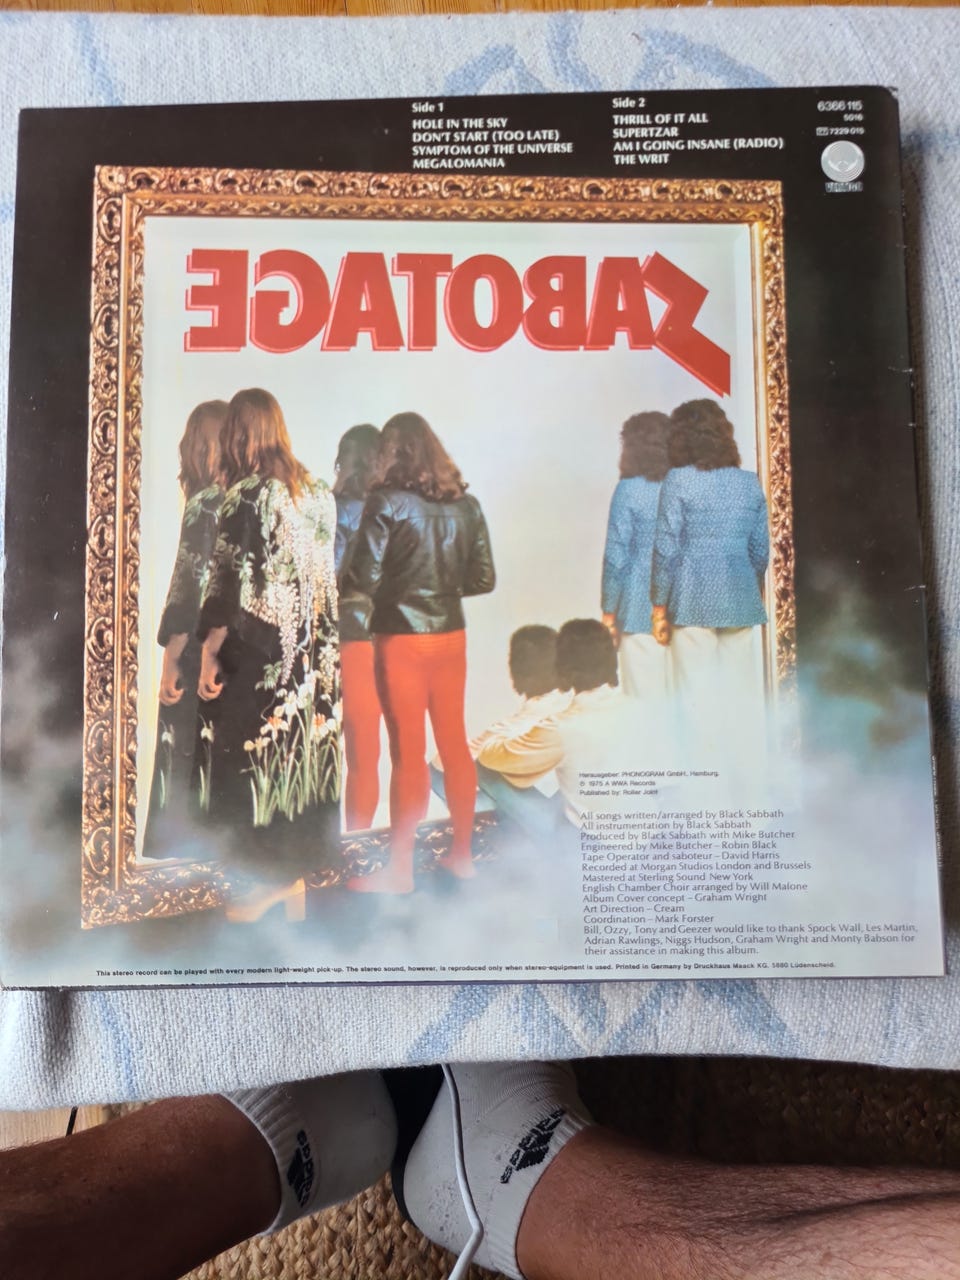 Side 1
HOLE IN THE SKY
DON'T START (TOO LATE)
SYMPTOM OF THE UNIVERSE
MEGALOMANIA
Side 2
THRILL OF IT ALL
SUPERTZAR
AM I GOING INSANE (RADIO)
THE WRIT
6366 115
5016
7229 015
VERTIGO
SABOTAGE
Herausgeber: PHONOGRAM GmbH, Hamburg.
℗ 1975 A WWA Records
Published by: Roller Joint
All songs written/arranged by Black Sabbath
All instrumentation by Black Sabbath
Produced by Black Sabbath with Mike Butcher
Engineered by Mike Butcher – Robin Black
Tape Operator and saboteur – David Harris
Recorded at Morgan Studios London and Brussels
Mastered at Sterling Sound New York
English Chamber Choir arranged by Will Malone
Album Cover concept – Graham Wright
Art Direction – Cream
Coordination – Mark Forster
Bill, Ozzy, Tony and Geezer would like to thank Spock Wall, Les Martin,
Adrian Rawlings, Niggs Hudson, Graham Wright and Monty Babson for
their assistance in making this album.
This stereo record can be played with every modern light-weight pick-up. The stereo sound, however, is reproduced only when stereo-equipment is used. Printed in Germany by Druckhaus Maack KG, 5880 Lüdenscheid.
adidas
adidas